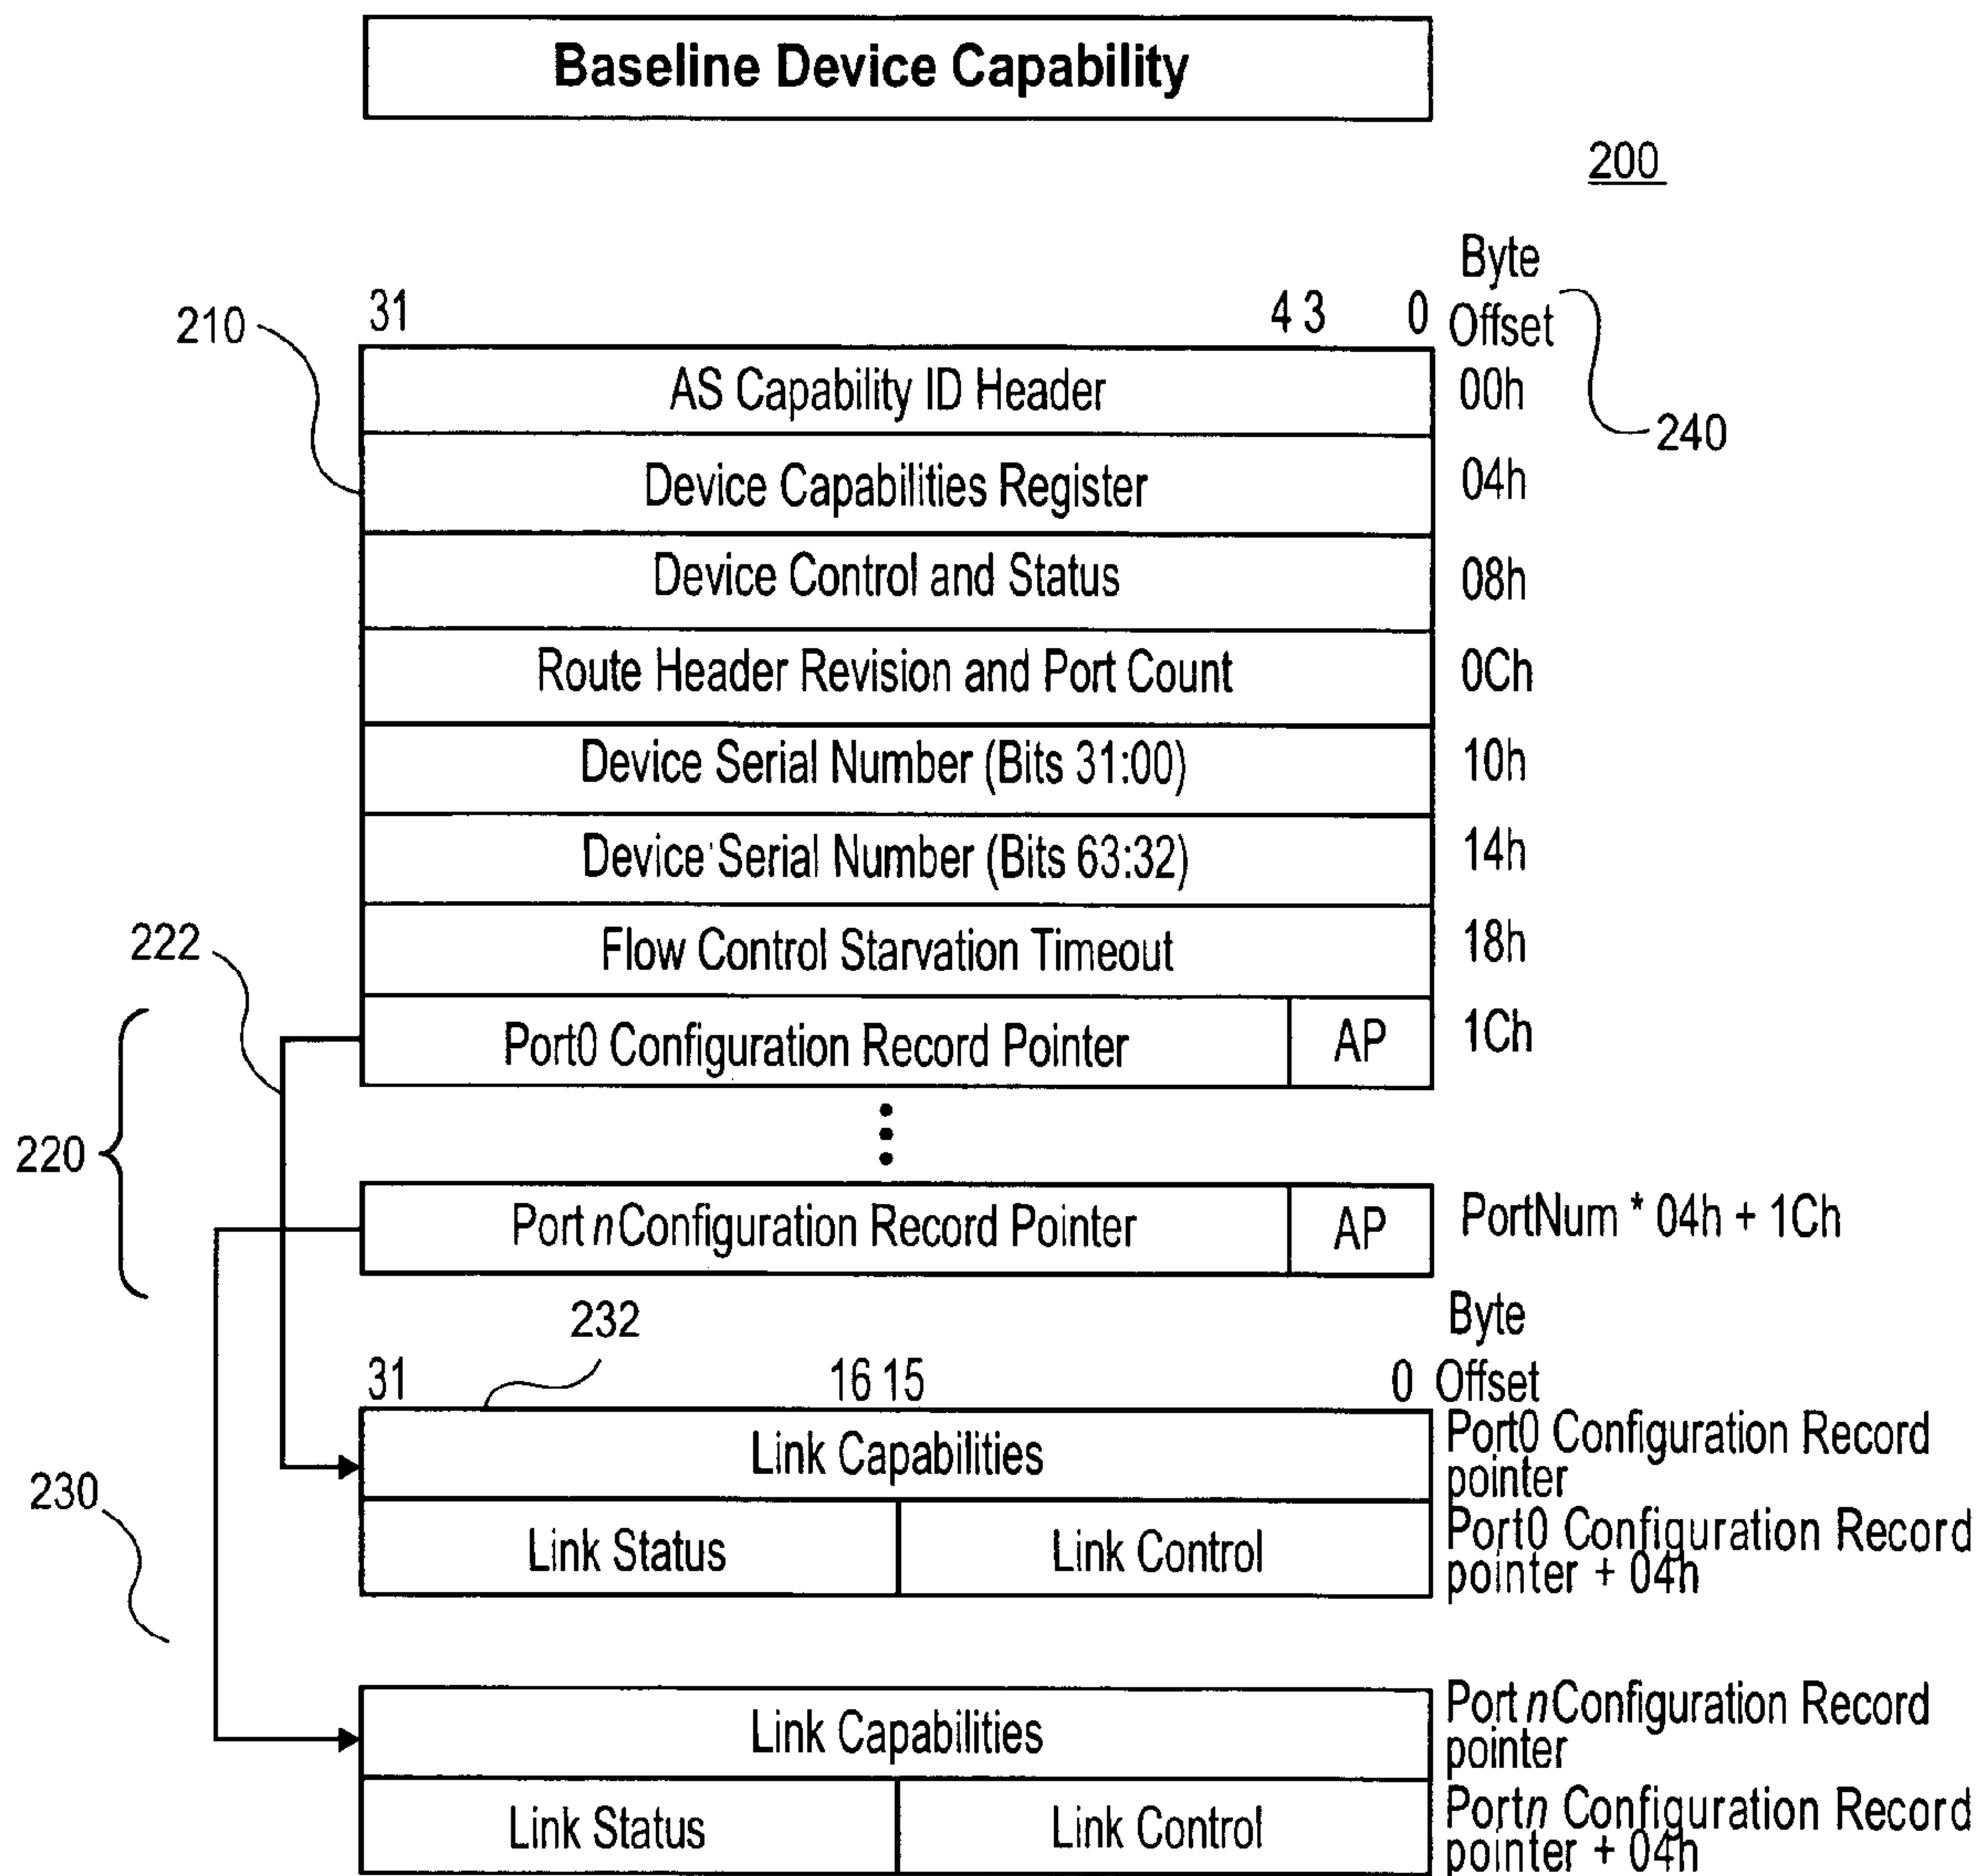 Baseline Device Capability
200
Byte
Offset
31 4 3 0
210
AS Capability ID Header 00h
240
Device Capabilities Register 04h
Device Control and Status 08h
Route Header Revision and Port Count 0Ch
Device Serial Number (Bits 31:00) 10h
Device Serial Number (Bits 63:32) 14h
222
Flow Control Starvation Timeout 18h
Port0 Configuration Record Pointer AP 1Ch
220
Port n Configuration Record Pointer AP PortNum * 04h + 1Ch
232
Byte
Offset
31 16 15 0
Link Capabilities Port0 Configuration Record
pointer
230
Link Status Link Control Port0 Configuration Record
pointer + 04h
Link Capabilities Port n Configuration Record
pointer
Link Status Link Control Portn Configuration Record
pointer + 04h